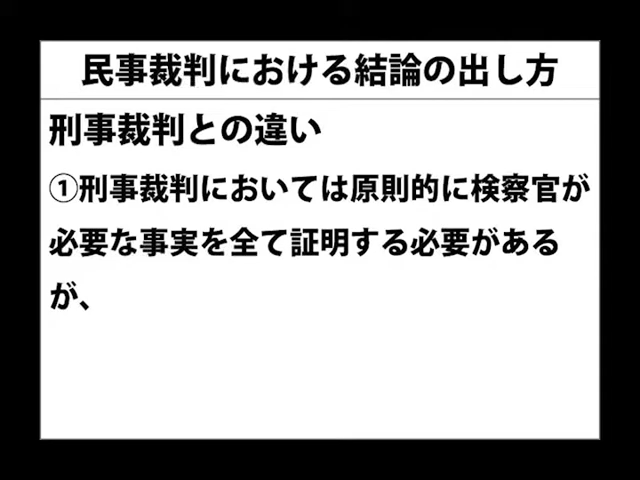 民事裁判における結論の出し方
刑事裁判との違い
①刑事裁判においては原則的に検察官が
必要な事実を全て証明する必要がある
が、